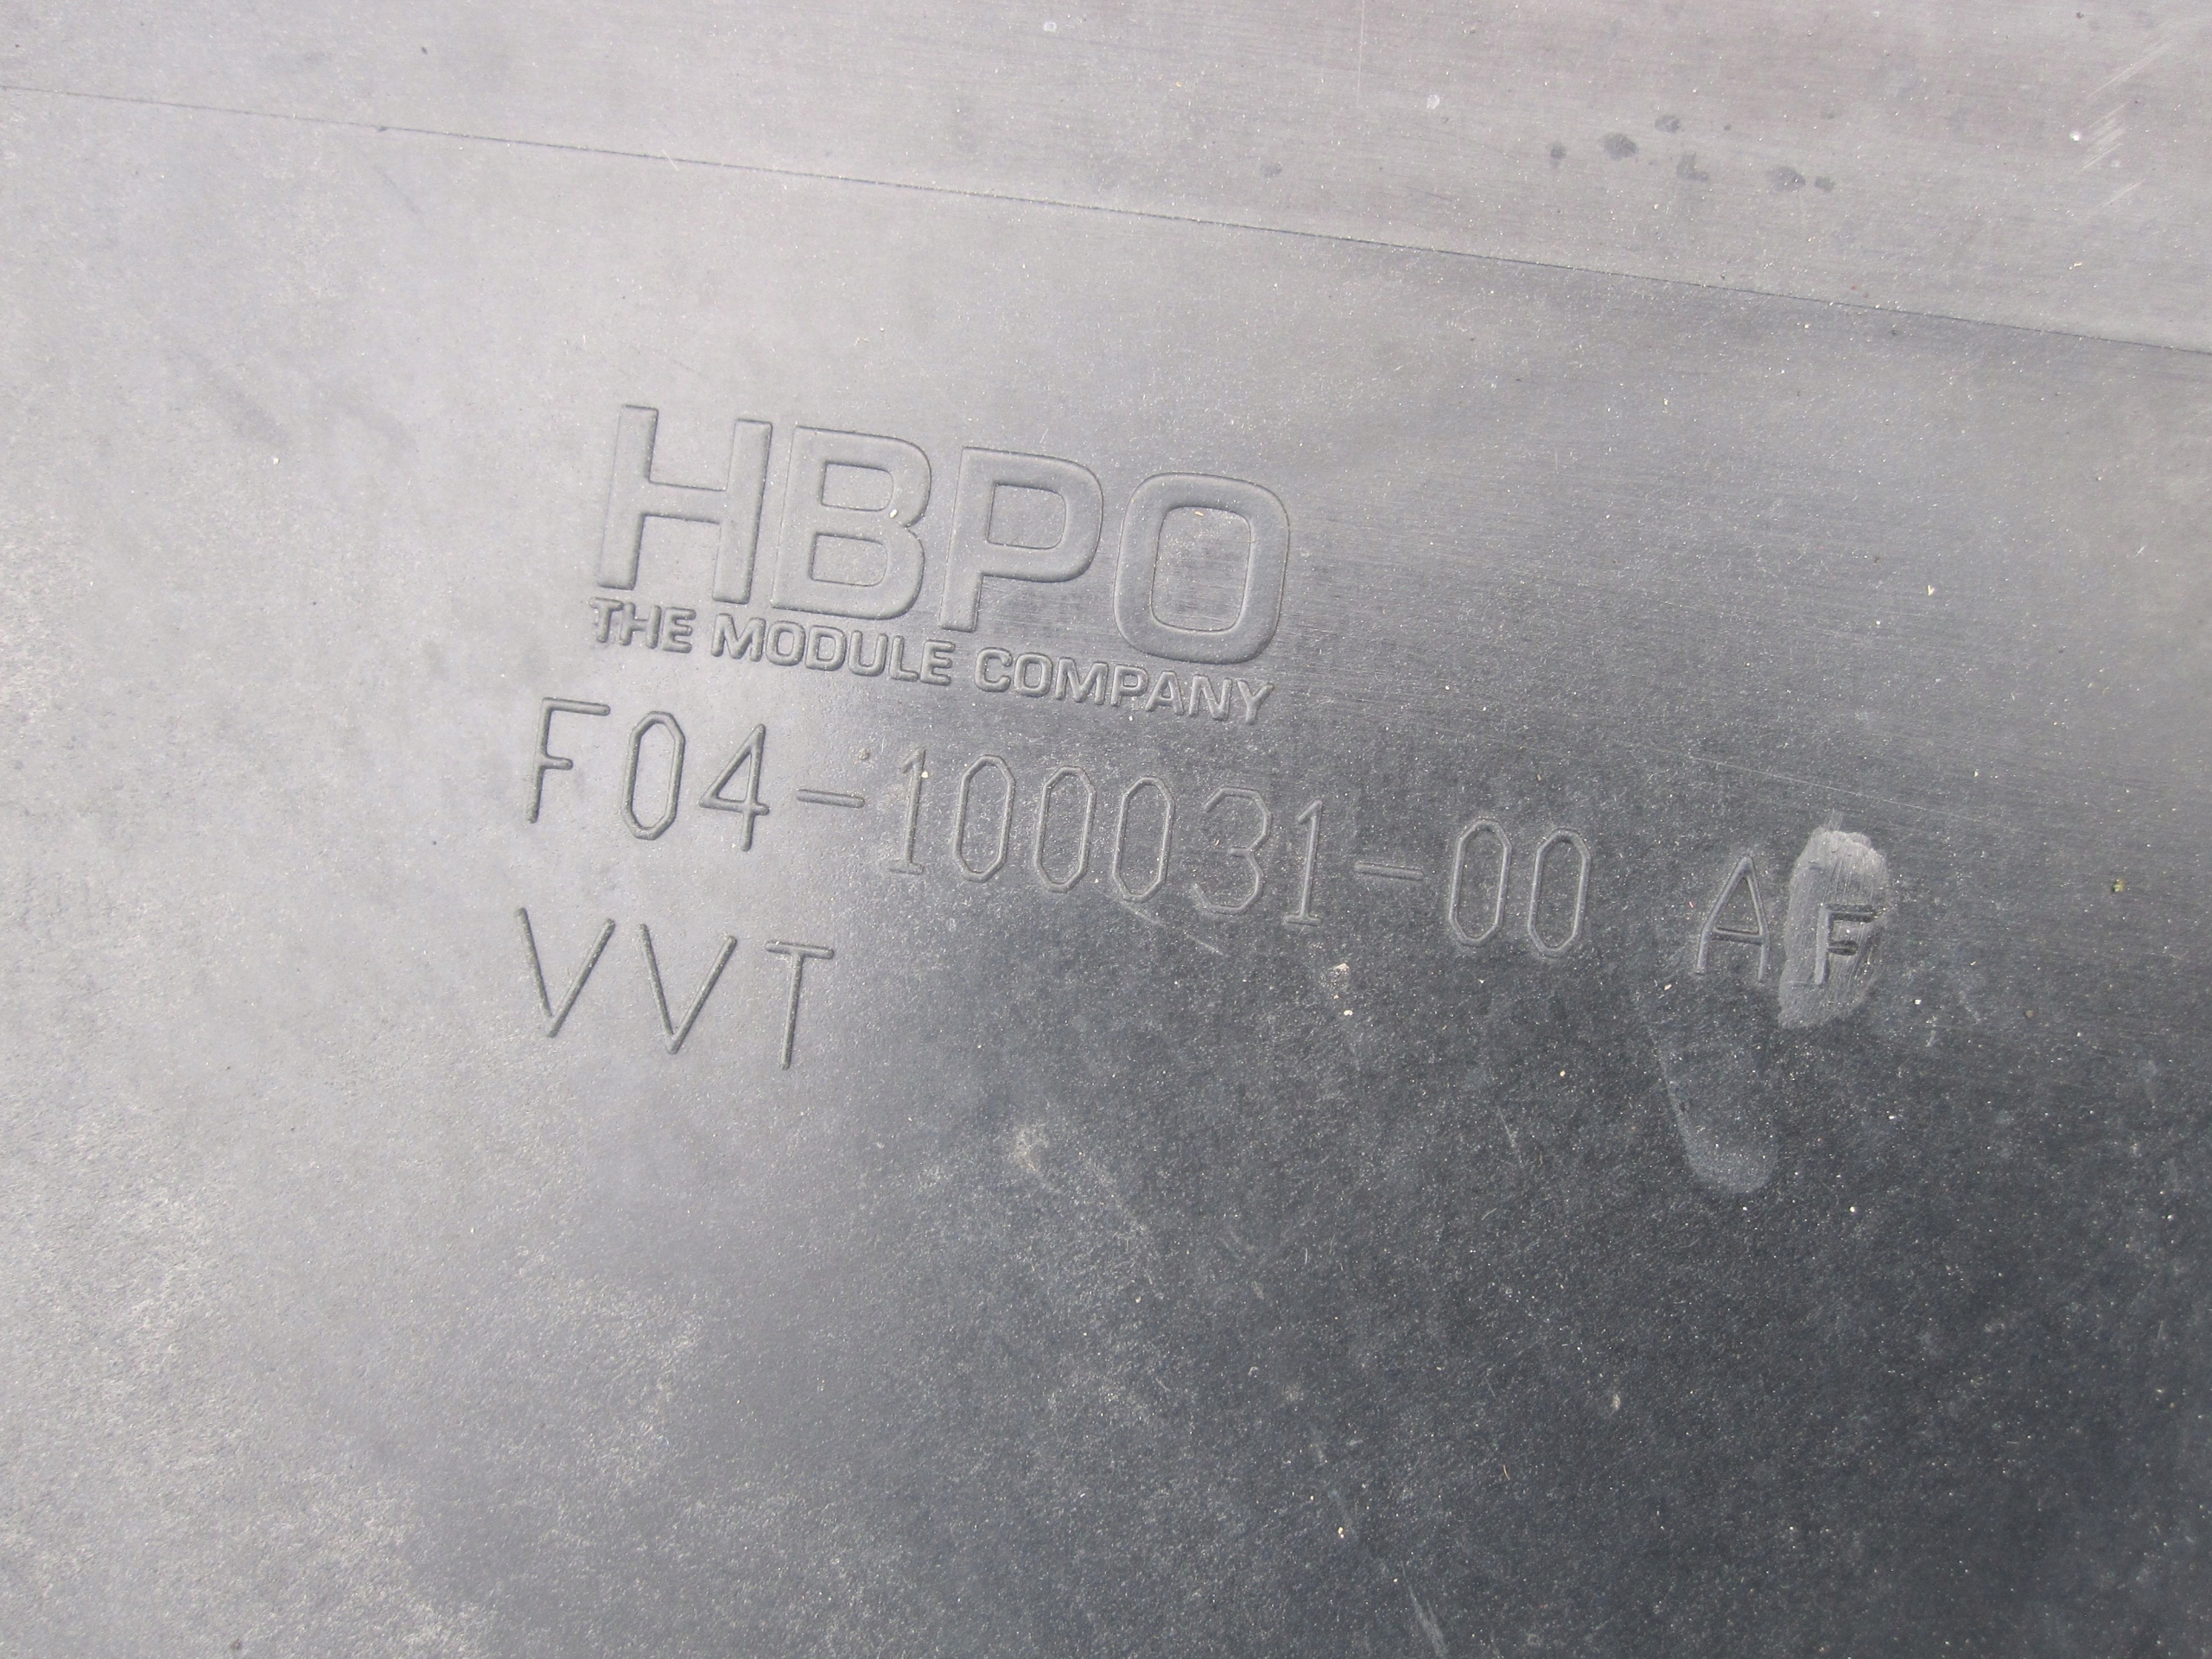 HBPO
THE MODULE COMPANY
F04-100031-00 AF
VVT